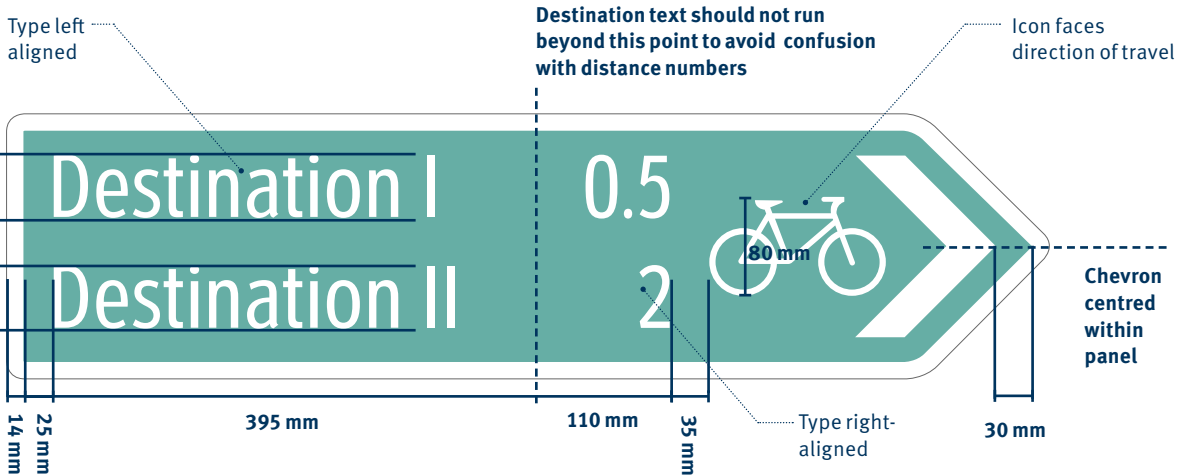 Type left
aligned
Destination text should not run
beyond this point to avoid confusion
with distance numbers
Icon faces
direction of travel
Destination I 0.5
80 mm
Destination II 2
Chevron
centred
within
panel
14 mm
25 mm
395 mm
110 mm
35 mm
Type right-
aligned
30 mm